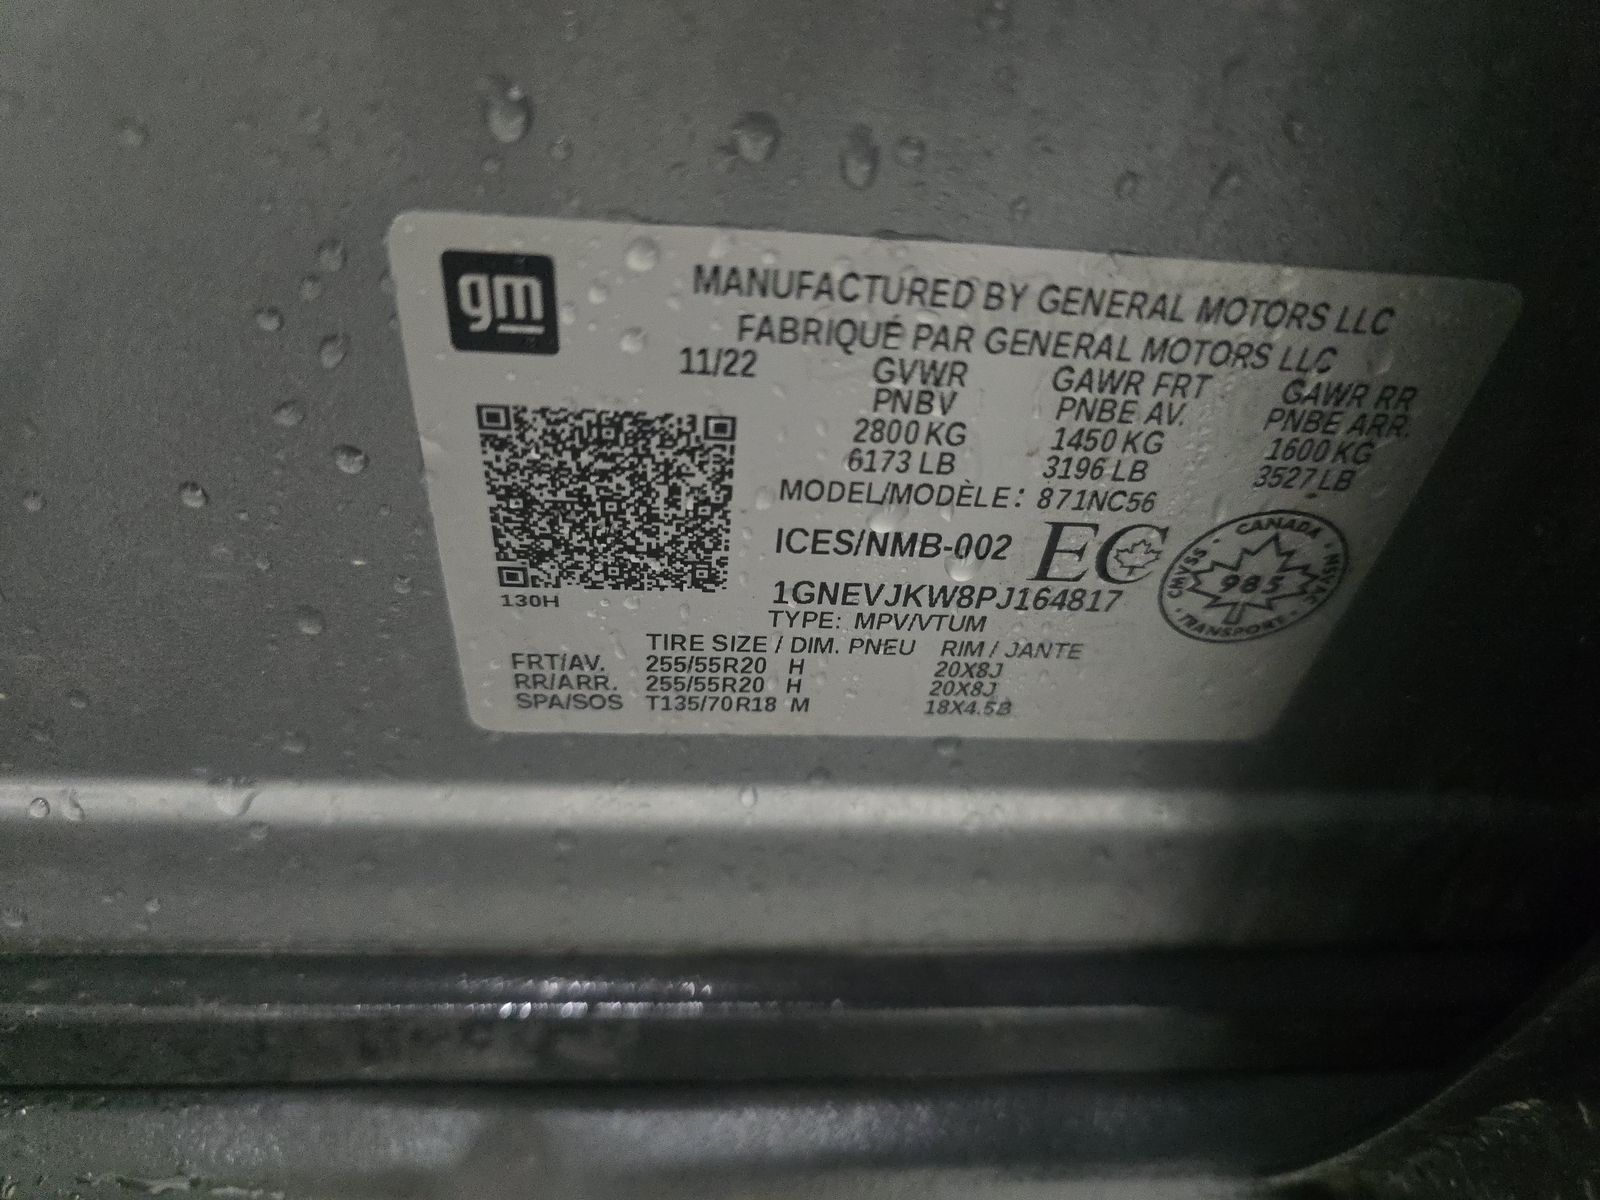 gm
MANUFACTURED BY GENERAL MOTORS LLC
FABRIQUÉ PAR GENERAL MOTORS LLC
11/22
GVWR GAWR FRT GAWR RR
PNBV PNBE AV. PNBE ARR.
2800 KG 1450 KG 1600 KG
6173 LB 3196 LB 3527 LB
MODEL/MODÈLE: 871NC56
ICES/NMB-002 EC
CANADA · NSVAC · TRANSPORT · CMVSS ·
985
130H
1GNEVJKW8PJ164817
TYPE: MPV/VTUM
TIRE SIZE / DIM. PNEU RIM / JANTE
FRT/AV. 255/55R20 H 20X8J
RR/ARR. 255/55R20 H 20X8J
SPA/SOS T135/70R18 M 18X4.5B